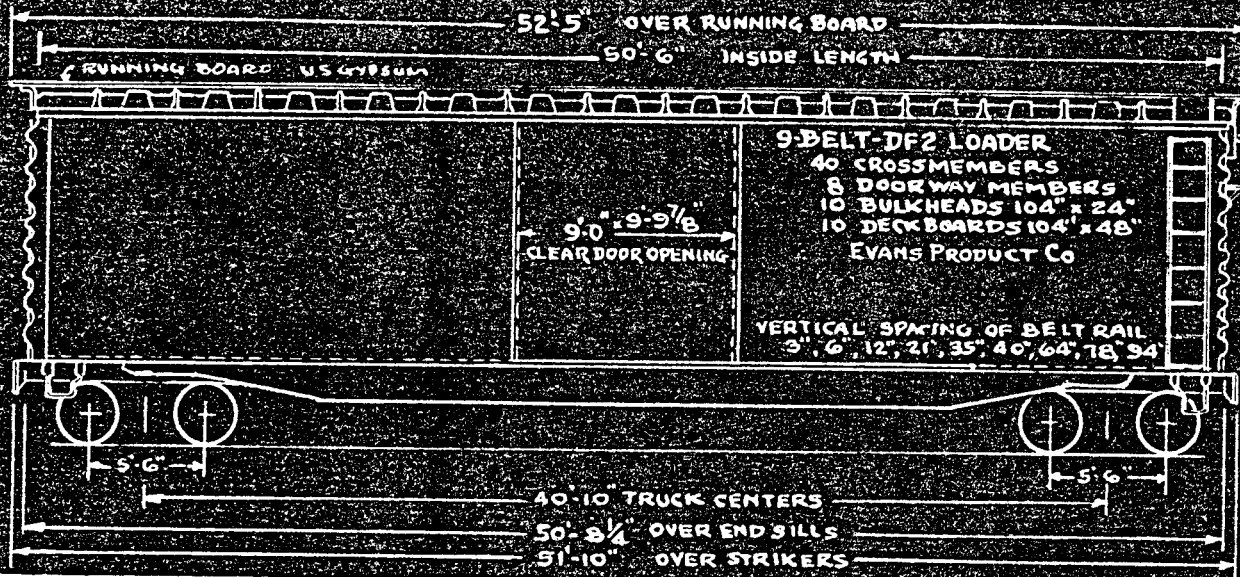 52'-5" OVER RUNNING BOARD
50'-6" INSIDE LENGTH
RUNNING BOARD US GYPSUM
9-BELT-DF2 LOADER
40 CROSSMEMBERS
8 DOORWAY MEMBERS
10 BULKHEADS 104" x 24"
10 DECKBOARDS 104" x 48"
EVANS PRODUCT Co
9'-0" x 9'-9 7/8"
CLEAR DOOR OPENING
VERTICAL SPACING OF BELT RAIL
3", 6", 12", 21", 35", 40", 64", 78" 94"
5'-6"
5'-6"
40'-10" TRUCK CENTERS
50'-8 1/4" OVER END SILLS
51'-10" OVER STRIKERS